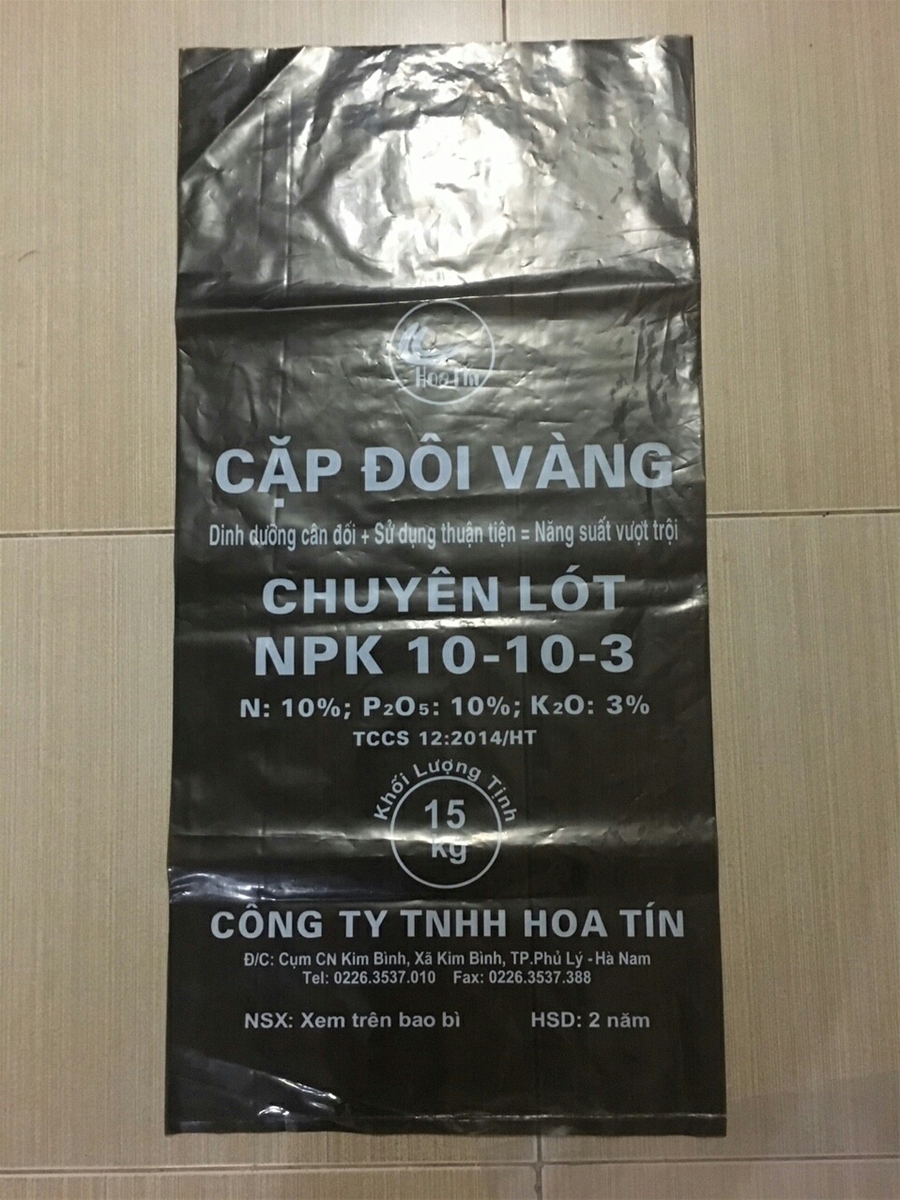 Hoa Tín
CẶP ĐÔI VÀNG
Dinh dưỡng cân đối + Sử dụng thuận tiện = Năng suất vượt trội
CHUYÊN LÓT
NPK 10-10-3
N: 10%; P₂O₅: 10%; K₂O: 3%
TCCS 12:2014/HT
Khối Lượng Tịnh
15
kg
CÔNG TY TNHH HOA TÍN
Đ/C: Cụm CN Kim Bình, Xã Kim Bình, TP.Phủ Lý - Hà Nam
Tel: 0226.3537.010 Fax: 0226.3537.388
NSX: Xem trên bao bì HSD: 2 năm